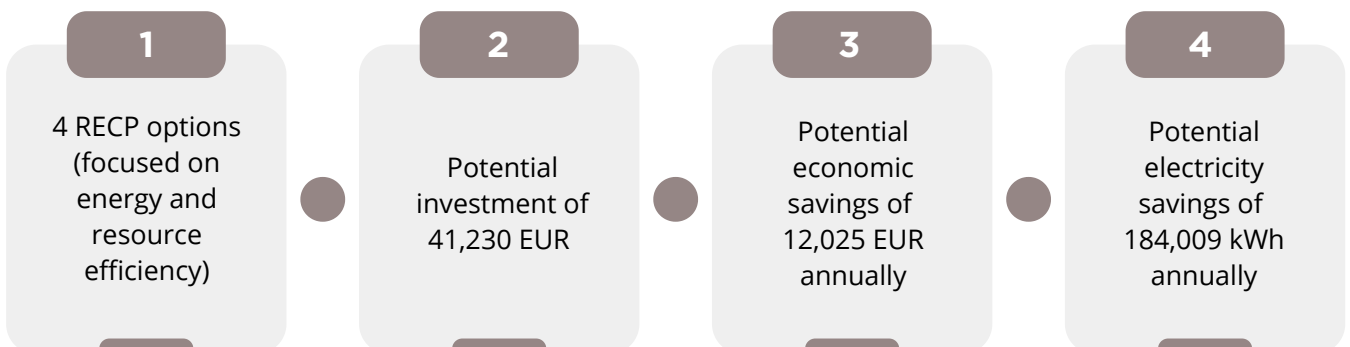 1
4 RECP options
(focused on
energy and
resource
efficiency)
2
Potential
investment of
41,230 EUR
3
Potential
economic
savings of
12,025 EUR
annually
4
Potential
electricity
savings of
184,009 kWh
annually